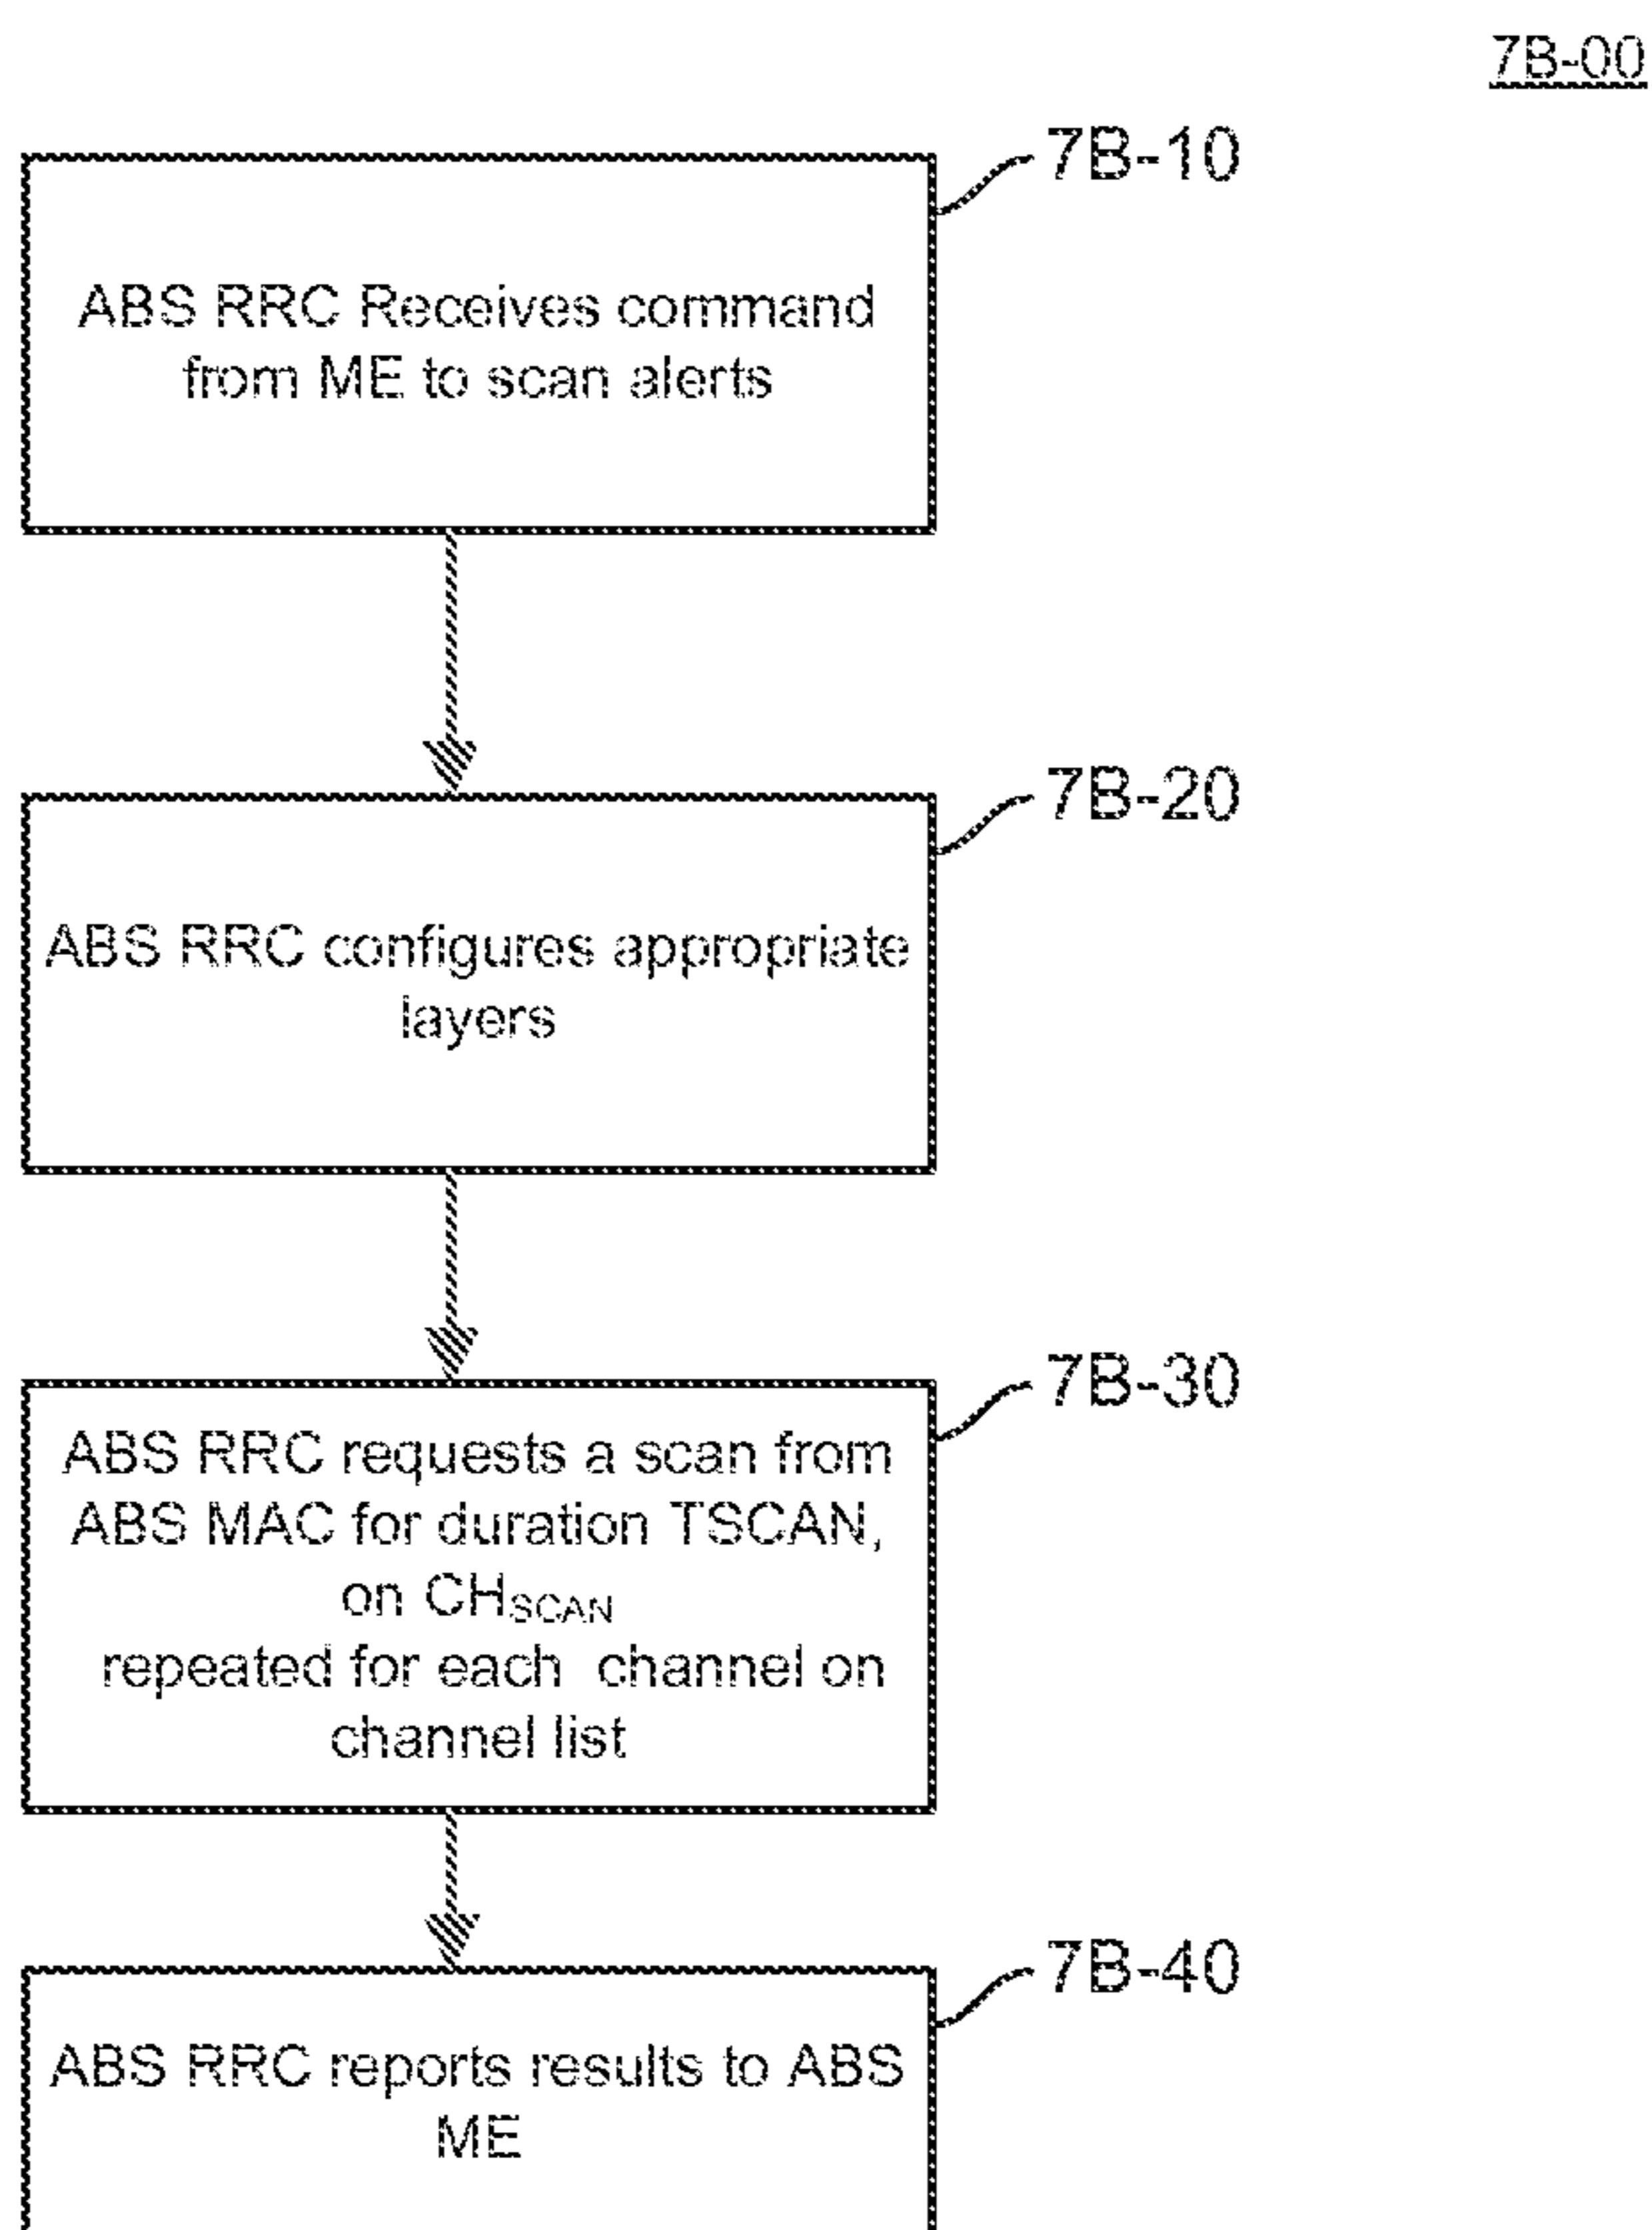 7B-00
7B-10
ABS RRC Receives command
from ME to scan alerts
7B-20
ABS RRC configures appropriate
layers
7B-30
ABS RRC requests a scan from
ABS MAC for duration TSCAN,
on CHSCAN
repeated for each channel on
channel list
7B-40
ABS RRC reports results to ABS
ME